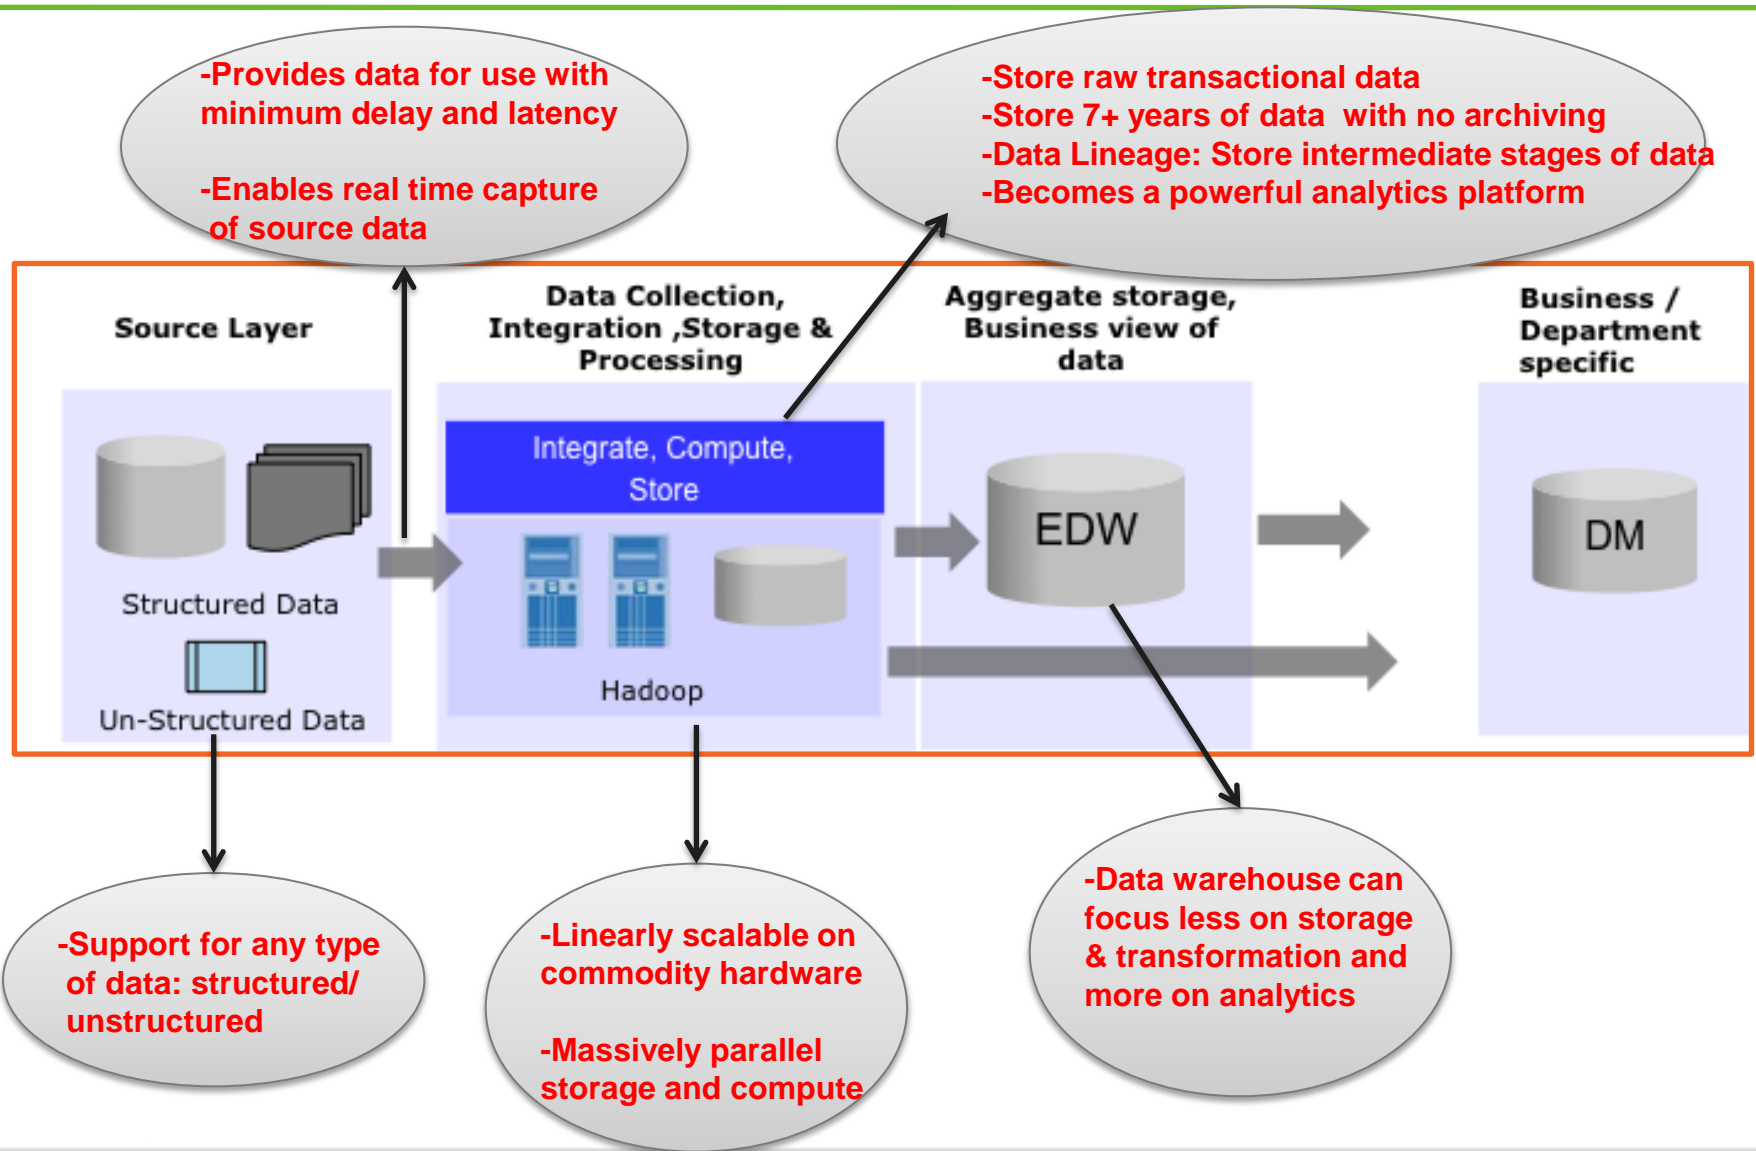 -Provides data for use with
minimum delay and latency
-Enables real time capture
of source data
-Store raw transactional data
-Store 7+ years of data with no archiving
-Data Lineage: Store intermediate stages of data
-Becomes a powerful analytics platform
Source Layer
Data Collection,
Integration ,Storage &
Processing
Aggregate storage,
Business view of
data
Business /
Department
specific
Integrate, Compute,
Store
Structured Data
Un-Structured Data
Hadoop
EDW
DM
-Support for any type
of data: structured/
unstructured
-Linearly scalable on
commodity hardware
-Massively parallel
storage and compute
-Data warehouse can
focus less on storage
& transformation and
more on analytics